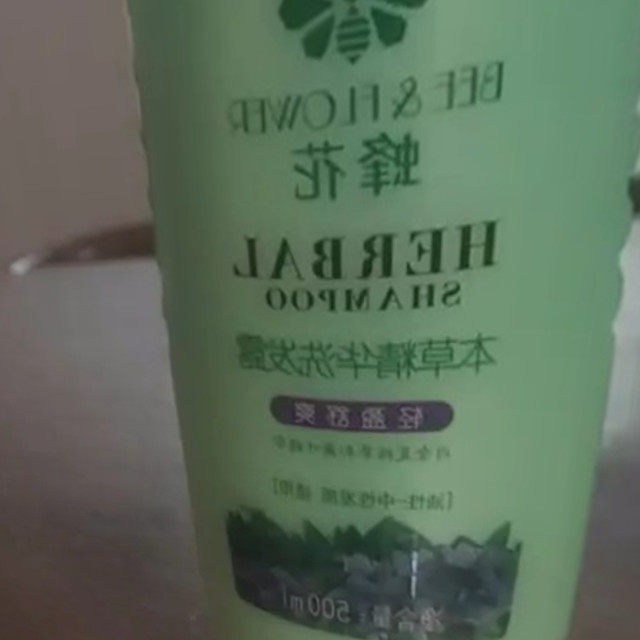 BEE & FLOWER
蜂花
HERBAL
SHAMPOO
本草精华洗发露
轻盈舒爽
[油性-中性发质 适用]
净含量:500ml